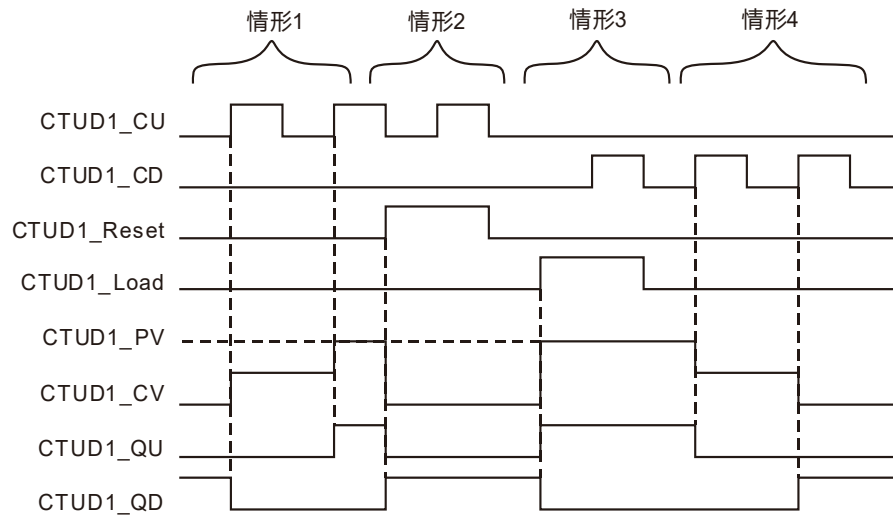 情形1 情形2 情形3 情形4
CTUD1_CU
CTUD1_CD
CTUD1_Reset
CTUD1_Load
CTUD1_PV
CTUD1_CV
CTUD1_QU
CTUD1_QD